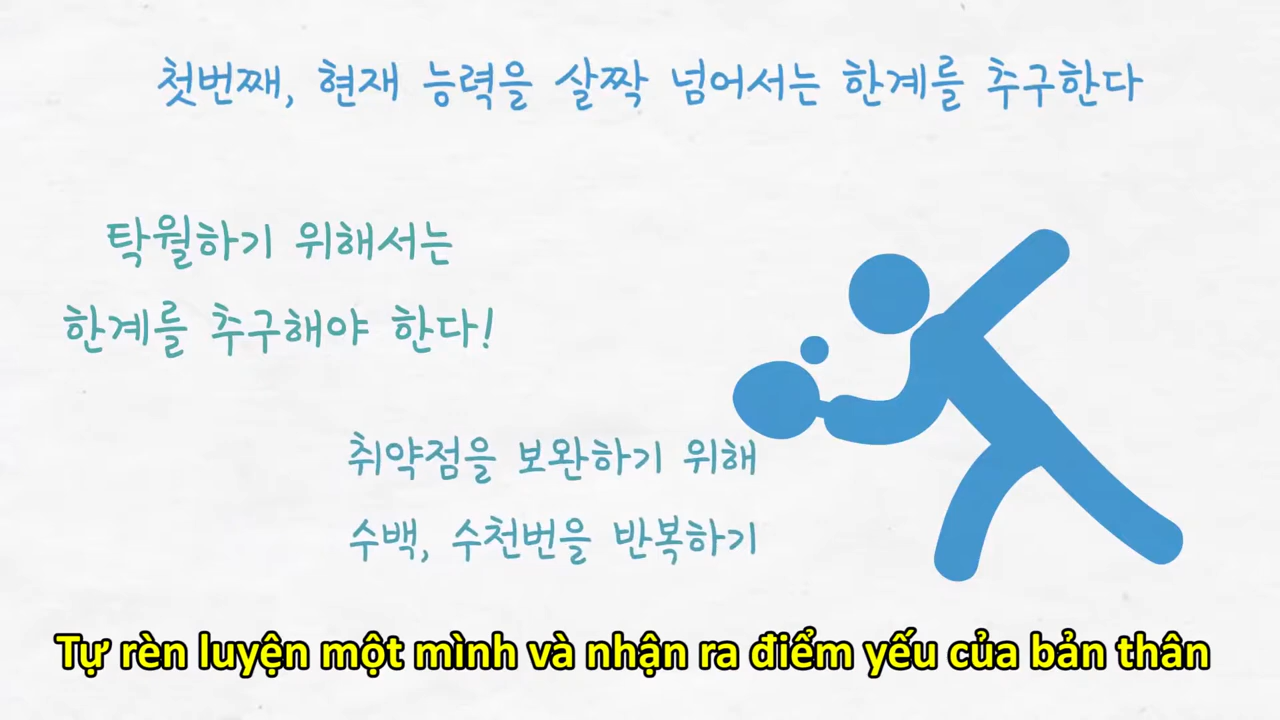 첫번째, 현재 능력을 살짝 넘어서는 한계를 추구한다
탁월하기 위해서는
한계를 추구해야 한다!
취약점을 보완하기 위해
수백, 수천번을 반복하기
Tự rèn luyện một mình và nhận ra điểm yếu của bản thân